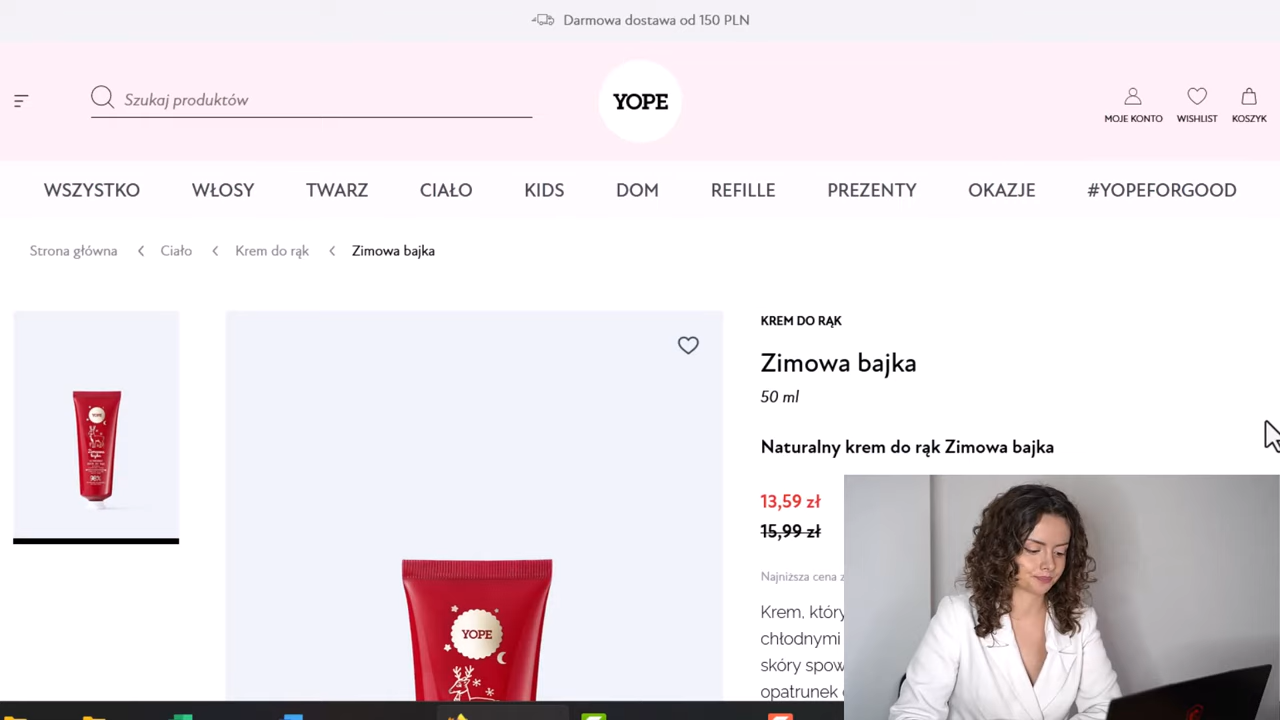 Darmowa dostawa od 150 PLN
Szukaj produktów
YOPE
MOJE KONTO
WISHLIST
KOSZYK
WSZYSTKO
WŁOSY
TWARZ
CIAŁO
KIDS
DOM
REFILLE
PREZENTY
OKAZJE
#YOPEFORGOOD
Strona główna
Ciało
Krem do rąk
Zimowa bajka
YOPE
Zimowa
bajka
KREM DO RĄK
Zimowa bajka
50 ml
Naturalny krem do rąk Zimowa bajka
13,59 zł
15,99 zł
Najniższa cena z
Krem, który
chłodnymi
skóry spow
opatrunek
YOPE